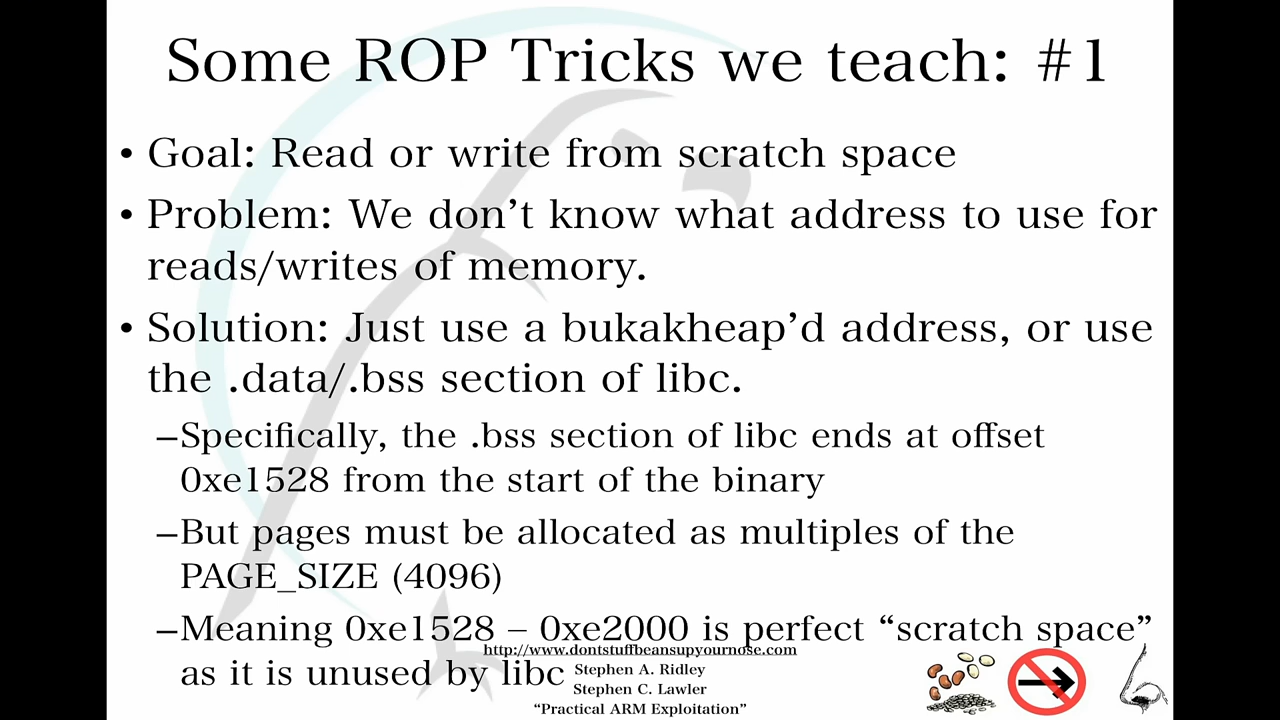 Some ROP Tricks we teach: #1
• Goal: Read or write from scratch space
• Problem: We don’t know what address to use for
reads/writes of memory.
• Solution: Just use a bukakheap’d address, or use
the .data/.bss section of libc.
–Specifically, the .bss section of libc ends at offset
0xe1528 from the start of the binary
–But pages must be allocated as multiples of the
PAGE_SIZE (4096)
–Meaning 0xe1528 – 0xe2000 is perfect “scratch space”
as it is unused by libc
http://www.dontstuffbeansupyournose.com
Stephen A. Ridley
Stephen C. Lawler
“Practical ARM Exploitation”